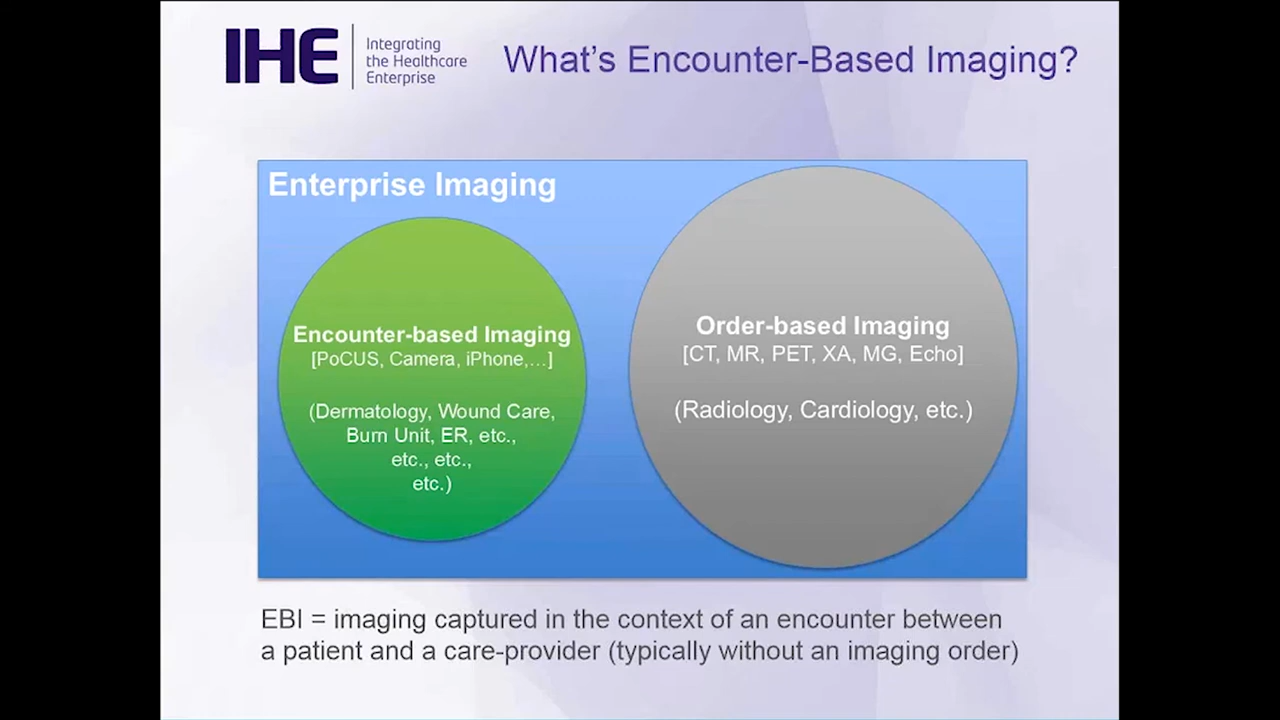 IHE
Integrating
the Healthcare
Enterprise
What's Encounter-Based Imaging?
Enterprise Imaging
Encounter-based Imaging
[PoCUS, Camera, iPhone,...]
(Dermatology, Wound Care,
Burn Unit, ER, etc.,
etc., etc.,
etc.)
Order-based Imaging
[CT, MR, PET, XA, MG, Echo]
(Radiology, Cardiology, etc.)
EBI = imaging captured in the context of an encounter between
a patient and a care-provider (typically without an imaging order)